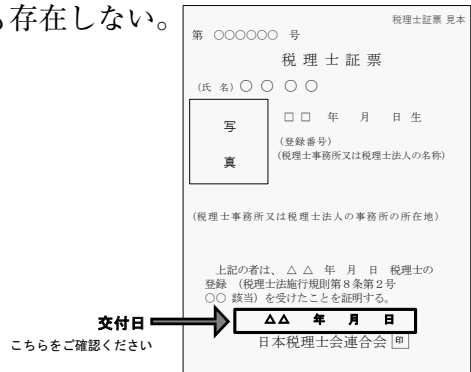 存在しない。
税理士証票 見本
第 ○○○○○○ 号
税 理 士 証 票
(氏 名) ○ ○ ○ ○
写
真
□ □ 年 月 日 生
(登録番号)
(税理士事務所又は税理士法人の名称)
(税理士事務所又は税理士法人の事務所の所在地)
上記の者は、 △ △ 年 月 日 税理士の
登録 (税理士法施行規則第8条第2号
○○ 該当) を受けたことを証明する。
交付日
△△ 年 月 日
こちらをご確認ください
日本税理士会連合会 印